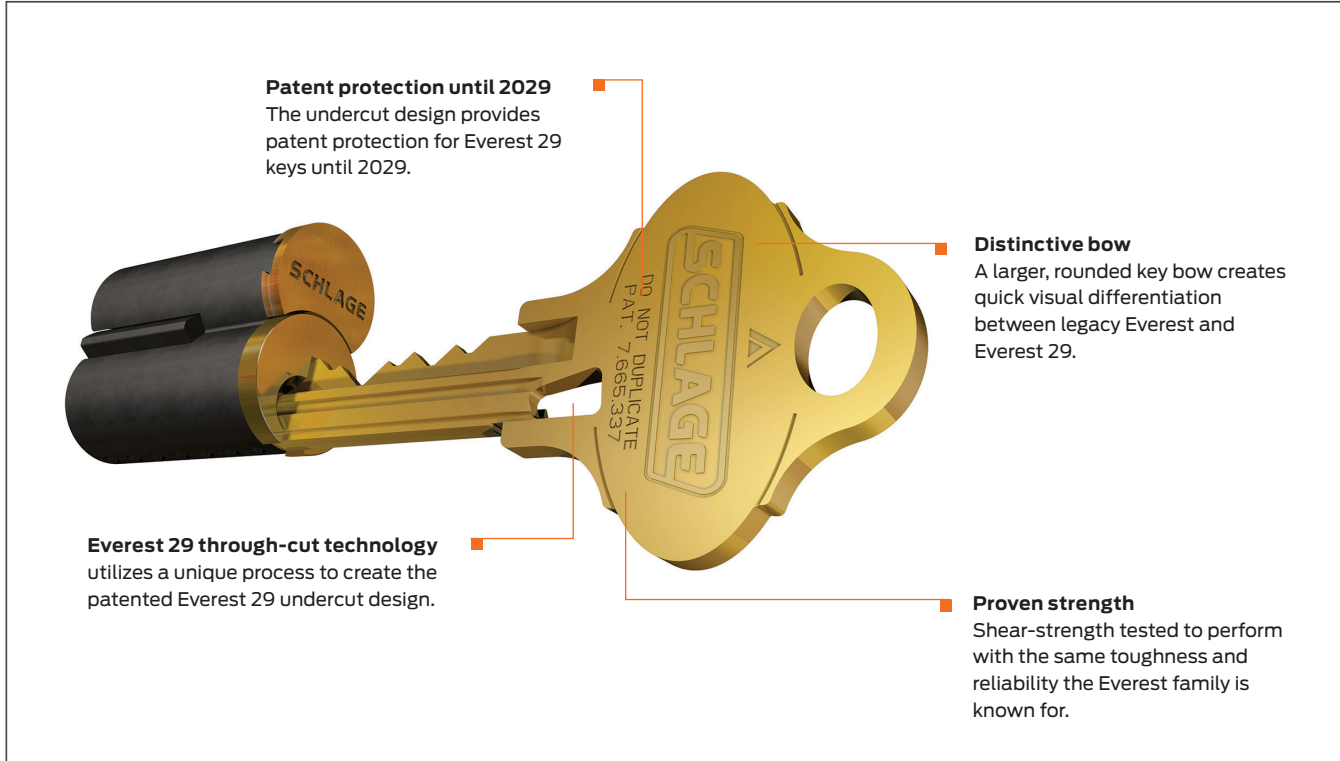 Patent protection until 2029
The undercut design provides
patent protection for Everest 29
keys until 2029.
SCHLAGE
DO NOT DUPLICATE
PAT. 7,665,337
SCHLAGE
Distinctive bow
A larger, rounded key bow creates
quick visual differentiation
between legacy Everest and
Everest 29.
Everest 29 through-cut technology
utilizes a unique process to create the
patented Everest 29 undercut design.
Proven strength
Shear-strength tested to perform
with the same toughness and
reliability the Everest family is
known for.